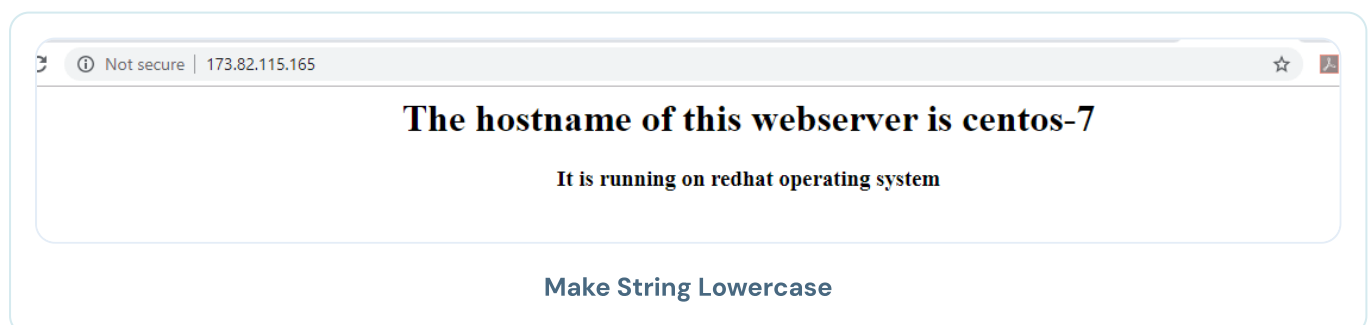 Not secure | 173.82.115.165
The hostname of this webserver is centos-7
It is running on redhat operating system
Make String Lowercase